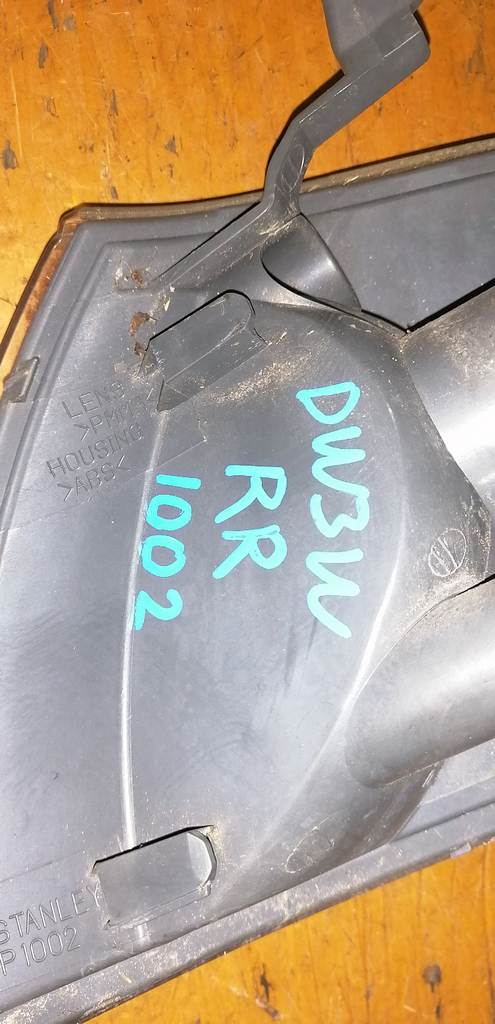 LENS
>PMMA<
HOUSING
>ABS<
DW3W
RR
1002
STANLEY
P1002